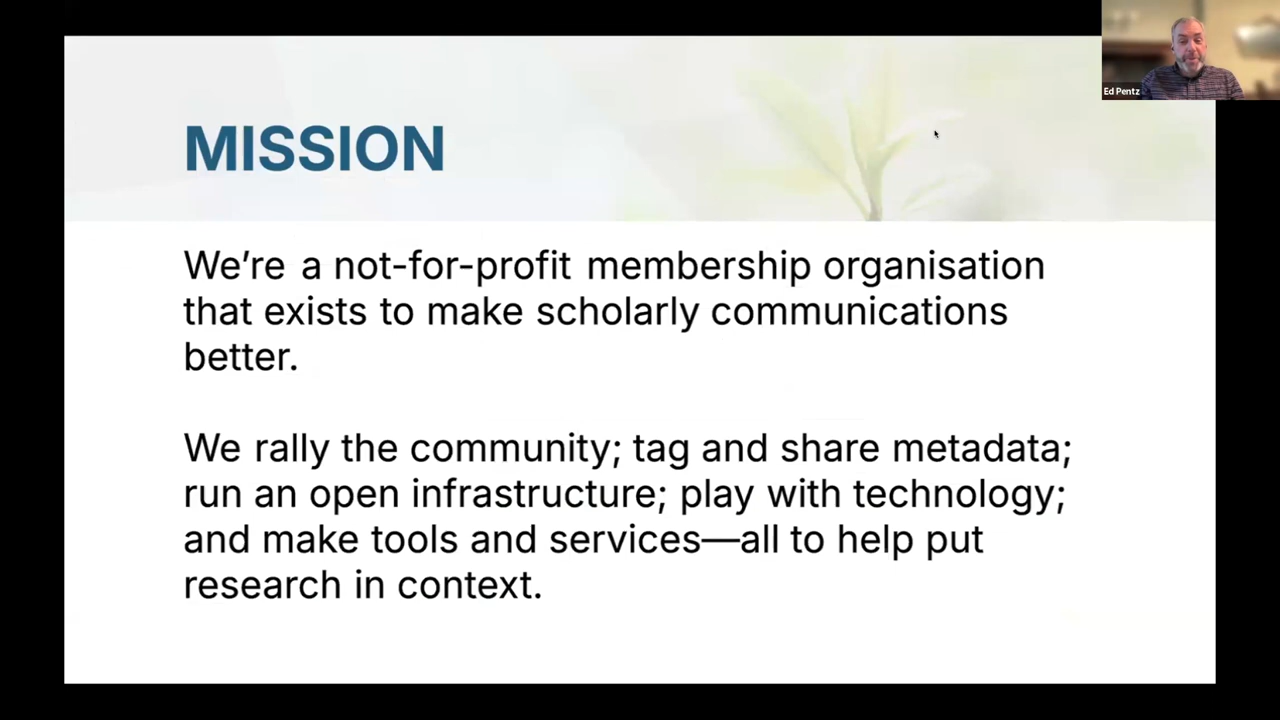 Ed Pentz
MISSION
We’re a not-for-profit membership organisation
that exists to make scholarly communications
better.
We rally the community; tag and share metadata;
run an open infrastructure; play with technology;
and make tools and services—all to help put
research in context.